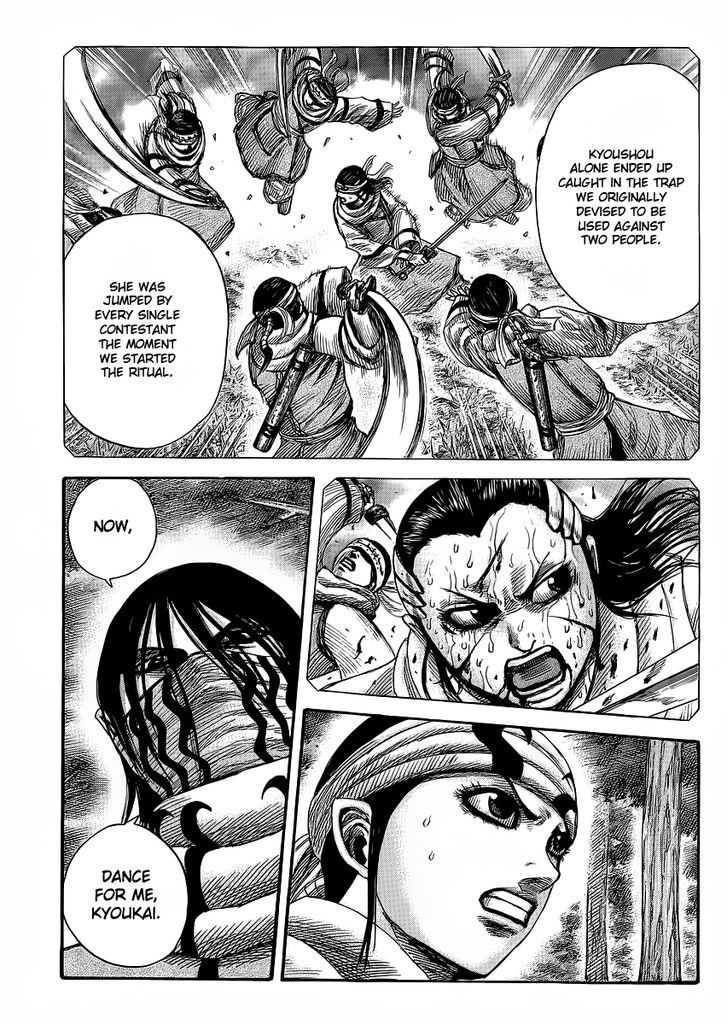 KYOUSHOU
ALONE ENDED UP
CAUGHT IN THE TRAP
WE ORIGINALLY
DEVISED TO BE
USED AGAINST
TWO PEOPLE.
SHE WAS
JUMPED BY
EVERY SINGLE
CONTESTANT
THE MOMENT
WE STARTED
THE RITUAL.
NOW,
DANCE
FOR ME,
KYOUKAI.